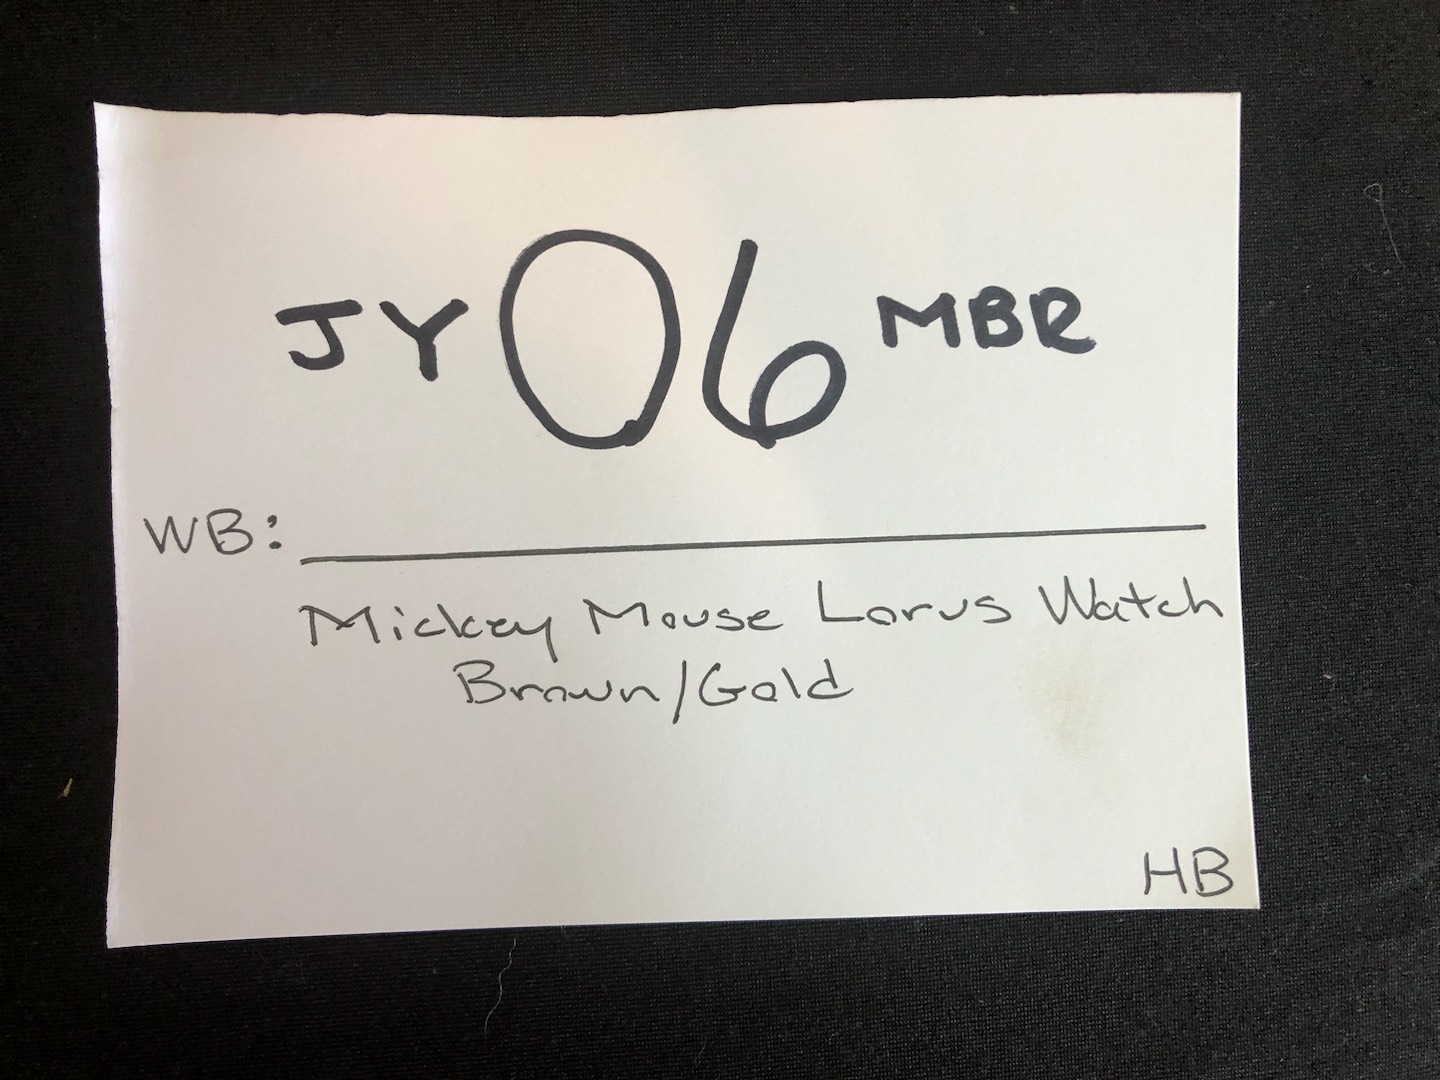 JY 06 MBR
WB:
Mickey Mouse Lorus Watch
Brown/Gold
HB